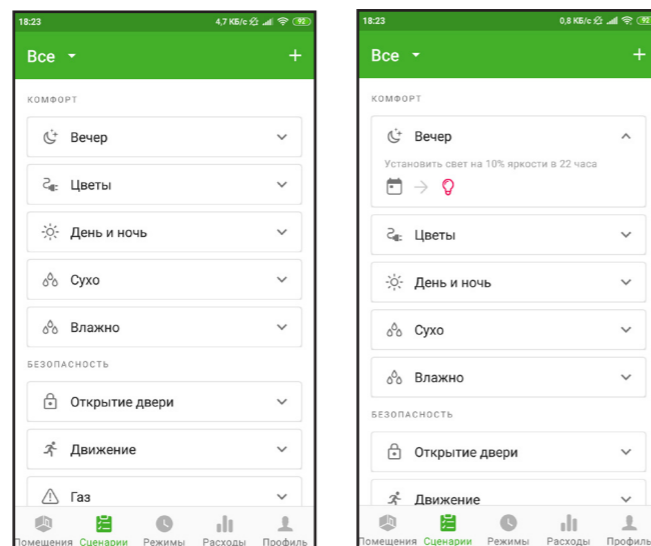 18:23 4,7 КБ/с 92
Все
КОМФОРТ
Вечер
Цветы
День и ночь
Сухо
Влажно
БЕЗОПАСНОСТЬ
Открытие двери
Движение
Газ
Помещения Сценарии Режимы Расходы Профиль
18:23 0,8 КБ/с 92
Все
КОМФОРТ
Вечер
Установить свет на 10% яркости в 22 часа
Цветы
День и ночь
Сухо
Влажно
БЕЗОПАСНОСТЬ
Открытие двери
Движение
Помещения Сценарии Режимы Расходы Профиль